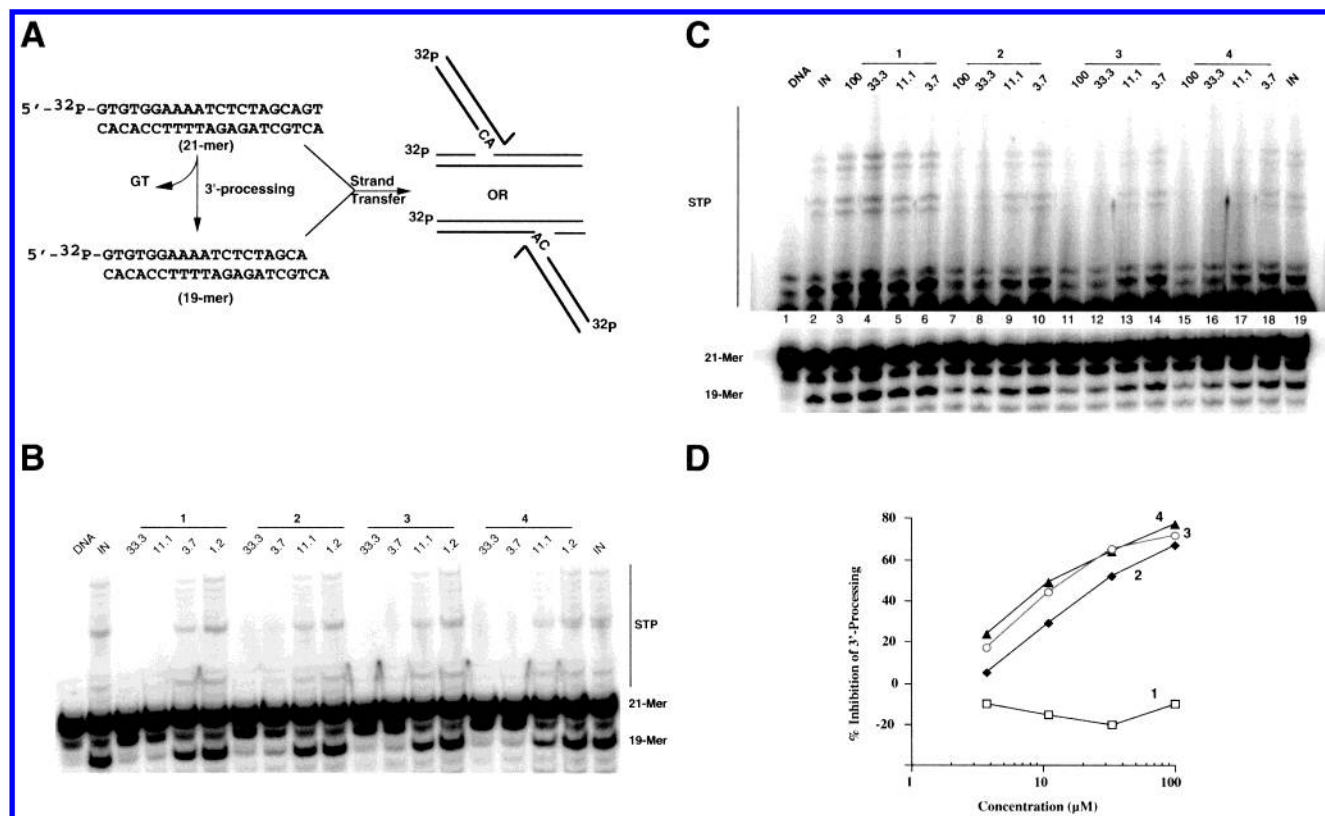 A
5'-32P-GTGTGGAAAATCTCTAGCAGT
CACACCTTTTAGAGATCGTCA
(21-mer)
GT
3'-processing
5'-32P-GTGTGGAAAATCTCTAGCA
CACACCTTTTAGAGATCGTCA
(19-mer)
Strand
Transfer
32P
CA
32P
OR
32P
AC
32P
B
1 2 3 4
DNA IN 33.3 11.1 3.7 1.2 33.3 3.7 11.1 1.2 33.3 3.7 11.1 1.2 33.3 3.7 11.1 1.2 IN
STP
21-Mer
19-Mer
C
1 2 3 4
DNA IN 100 33.3 11.1 3.7 100 33.3 11.1 3.7 100 33.3 11.1 3.7 100 33.3 11.1 3.7 IN
STP
1 2 3 4 5 6 7 8 9 10 11 12 13 14 15 16 17 18 19
21-Mer
19-Mer
D
% Inhibition of 3'-Processing
80
60
40
20
0
-20
4
3
2
1
1 10 100
Concentration (µM)